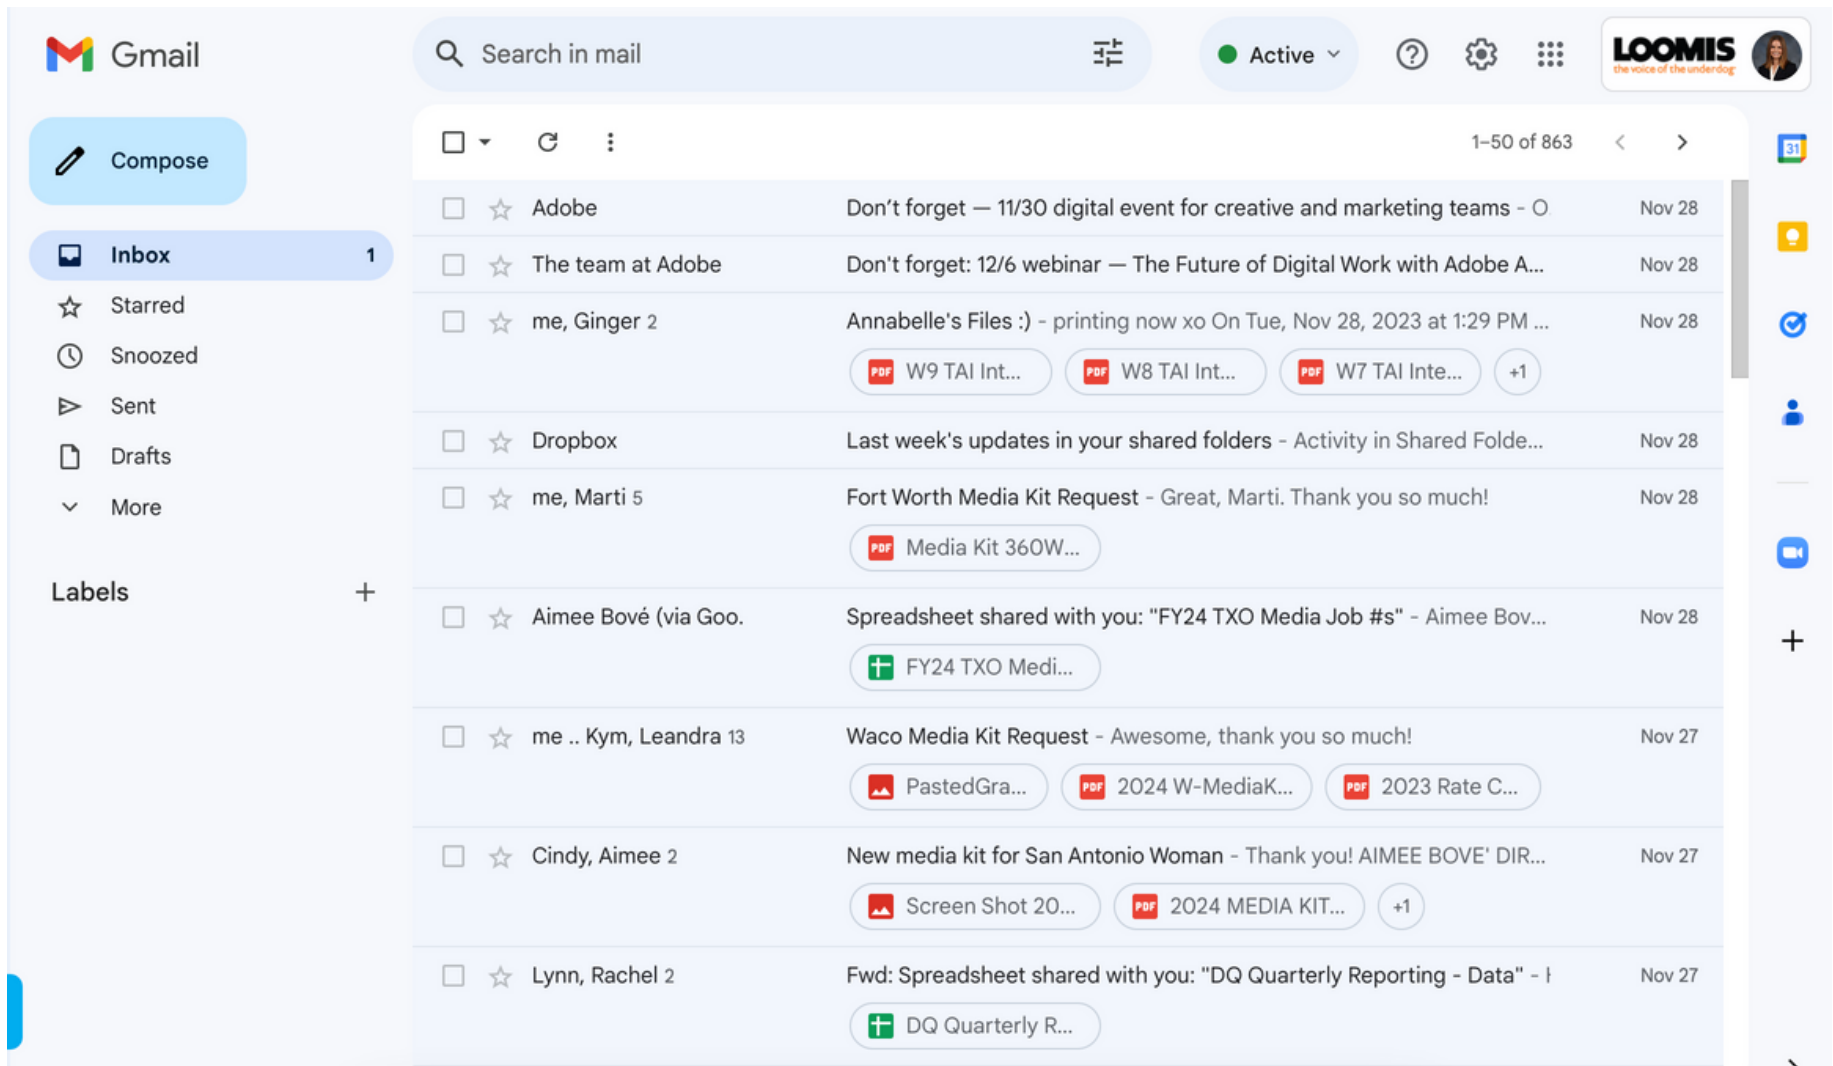 Gmail
Search in mail
Active
LOOMIS
the voice of the underdog
Compose
1–50 of 863
31
Inbox 1
Starred
Snoozed
Sent
Drafts
More
Labels
Adobe Don’t forget — 11/30 digital event for creative and marketing teams - O Nov 28
The team at Adobe Don't forget: 12/6 webinar — The Future of Digital Work with Adobe A... Nov 28
me, Ginger 2 Annabelle's Files :) - printing now xo On Tue, Nov 28, 2023 at 1:29 PM ... Nov 28
PDF W9 TAI Int... PDF W8 TAI Int... PDF W7 TAI Inte... +1
Dropbox Last week's updates in your shared folders - Activity in Shared Folde... Nov 28
me, Marti 5 Fort Worth Media Kit Request - Great, Marti. Thank you so much! Nov 28
PDF Media Kit 360W...
Aimee Bové (via Goo. Spreadsheet shared with you: "FY24 TXO Media Job #s" - Aimee Bov... Nov 28
FY24 TXO Medi...
me .. Kym, Leandra 13 Waco Media Kit Request - Awesome, thank you so much! Nov 27
PastedGra... PDF 2024 W-MediaK... PDF 2023 Rate C...
Cindy, Aimee 2 New media kit for San Antonio Woman - Thank you! AIMEE BOVE' DIR... Nov 27
Screen Shot 20... PDF 2024 MEDIA KIT... +1
Lynn, Rachel 2 Fwd: Spreadsheet shared with you: "DQ Quarterly Reporting - Data" - Nov 27
DQ Quarterly R...